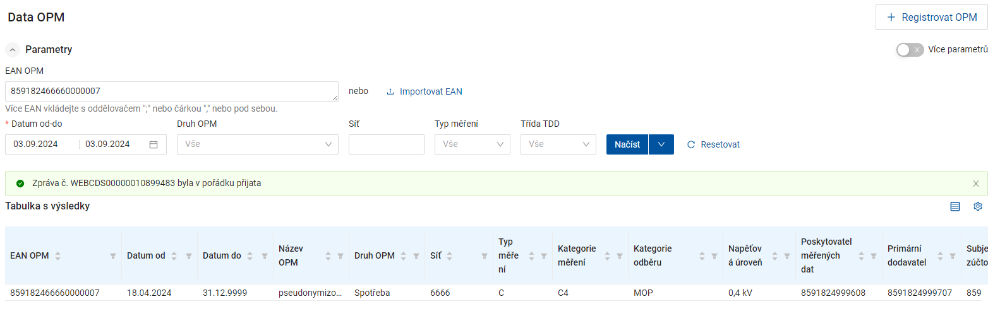 Data OPM
+ Registrovat OPM
Parametry
Více parametrů
EAN OPM
859182466660000007
nebo
Importovat EAN
Více EAN vkládejte s oddělovačem ";" nebo čárkou "," nebo pod sebou.
* Datum od-do
Druh OPM
Síť
Typ měření
Třída TDD
03.09.2024
03.09.2024
Vše
Vše
Vše
Načíst
Resetovat
Zpráva č. WEBCDS00000010899483 byla v pořádku přijata
Tabulka s výsledky
EAN OPM
Datum od
Datum do
Název
OPM
Druh OPM
Síť
Typ
měře
ní
Kategorie
měření
Kategorie
odběru
Napěťov
á úroveň
Poskytovatel
měřených
dat
Primární
dodavatel
Subje
zúčto
859182466660000007
18.04.2024
31.12.9999
pseudonymizo...
Spotřeba
6666
C
C4
MOP
0,4 kV
8591824999608
8591824999707
859